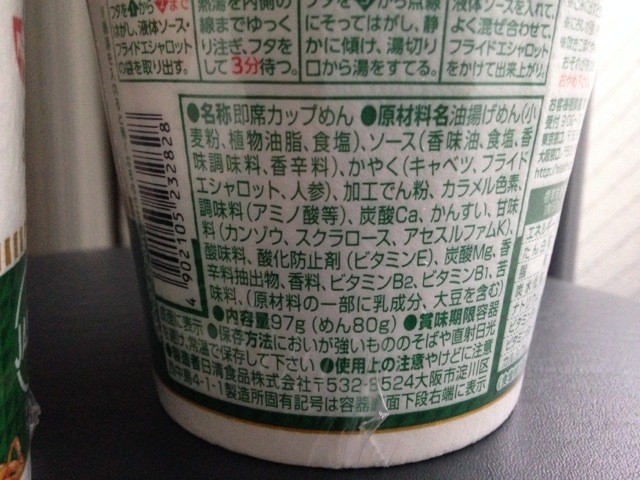 はがし、液体ソース・
フライドエシャロット
の袋を取り出す。
熱湯を内側の
線までゆっく
り注ぎ、フタを
して3分待つ。
にそってはがし、静
かに傾け、湯切り
口から湯をすてる。
液体ソースを入れて、
よく混ぜ合わせて、
フライドエシャロット
をかけて出来上がり。
●名称即席カップめん ●原材料名油揚げめん(小
麦粉、植物油脂、食塩)、ソース(香味油、食塩、香
味調味料、香辛料)、かやく(キャベツ、フライド
エシャロット、人参)、加工でん粉、カラメル色素、
調味料(アミノ酸等)、炭酸Ca、かんすい、甘味
料(カンゾウ、スクラロース、アセスルファムK)、
酸味料、酸化防止剤(ビタミンE)、炭酸Mg、香
辛料抽出物、香料、ビタミンB2、ビタミンB1、苦
味料、(原材料の一部に乳成分、大豆を含む)
●内容量97g(めん80g) ●賞味期限容器
底面に表示 ●保存方法においが強いもののそばや直射日光
を避け、常温で保存して下さい ●使用上の注意やけどに注意
●製造者日清食品株式会社〒532-8524大阪市淀川区
西中島4-1-1製造所固有記号は容器側面下段右端に表示
4 902105 232828